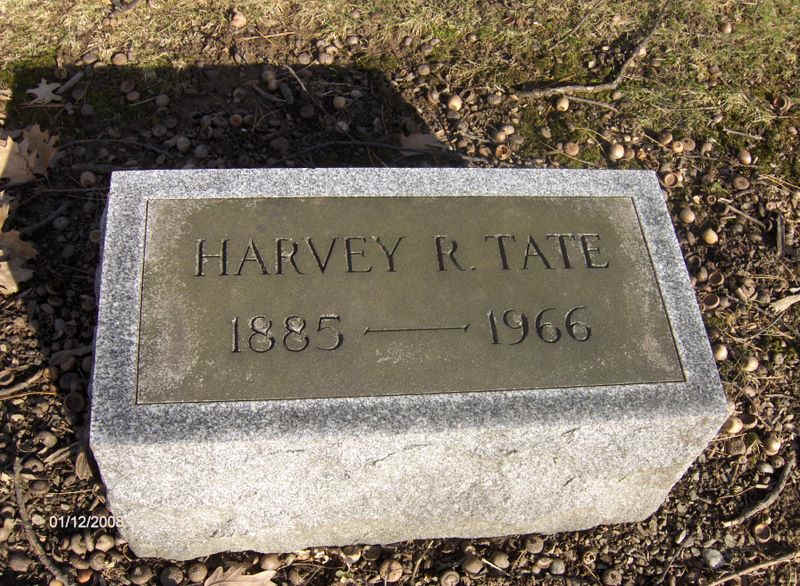 HARVEY R. TATE
1885 — 1966
01/12/2008